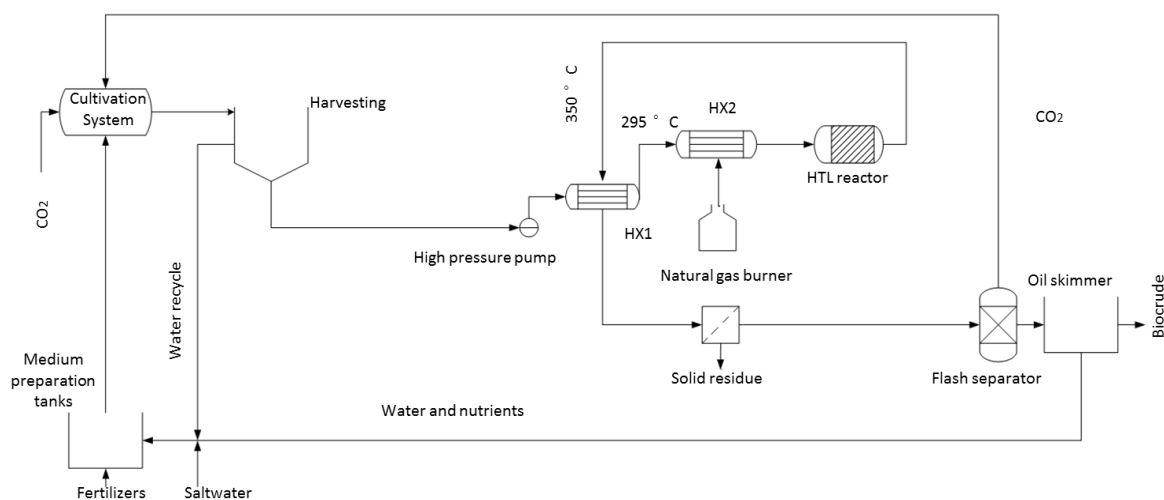 Cultivation
System
Harvesting
CO2
350 ° C
295 ° C
HX2
HTL reactor
CO2
HX1
High pressure pump
Natural gas burner
Water recycle
Oil skimmer
Biocrude
Medium
preparation
tanks
Solid residue
Flash separator
Water and nutrients
Fertilizers
Saltwater